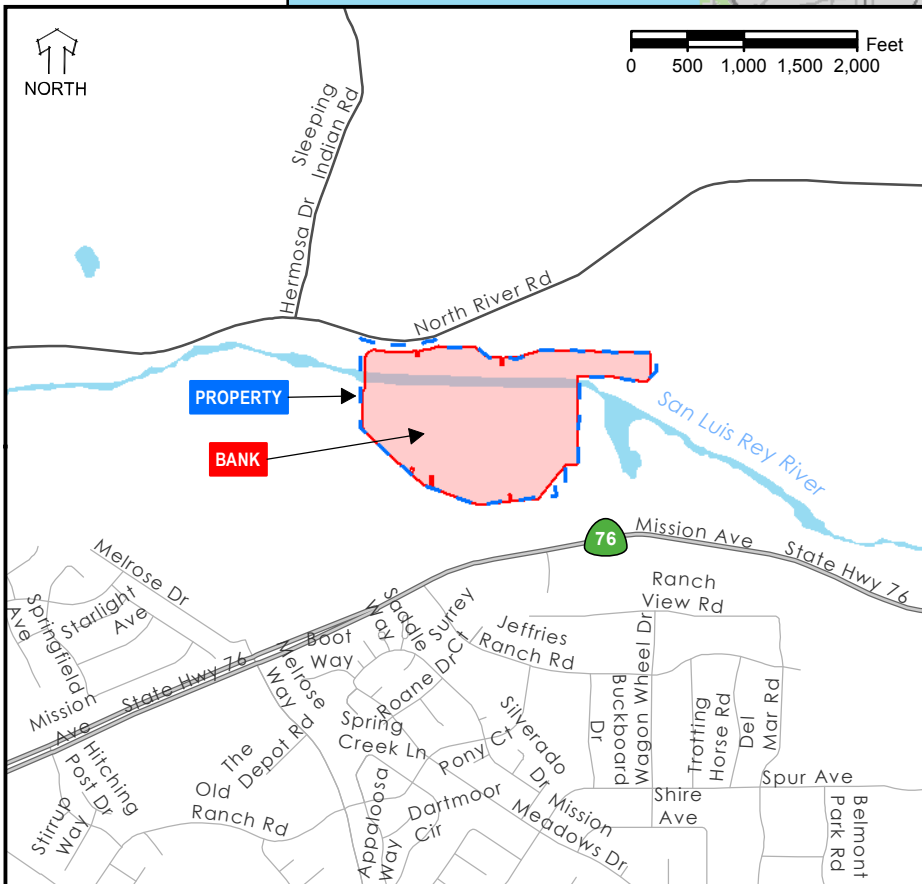 NORTH
Feet
0 500 1,000 1,500 2,000
Sleeping
Indian Rd
Hermosa Dr
North River Rd
PROPERTY
BANK
San Luis Rey River
76
Mission Ave
State Hwy 76
Melrose Dr
Springfield
Ave
Starlight
Ave
Mission
Ave
State Hwy 76
Melrose
Way
Boot
Way
Saddle
Way
Surrey
Ct
Roane Dr
Jeffries
Ranch Rd
Ranch
View Rd
Wagon Wheel Dr
Buckboard
Dr
Trotting
Horse Rd
Del
Mar Rd
Spring
Creek Ln
Pony Ct
Silverado
Dr
Mission
Meadows Dr
Spur Ave
Shire
Ave
Belmont
Park Rd
The
Depot Rd
Old
Ranch Rd
Hitching
Post Dr
Stirrup
Way
Appaloosa
Way
Dartmoor
Cir